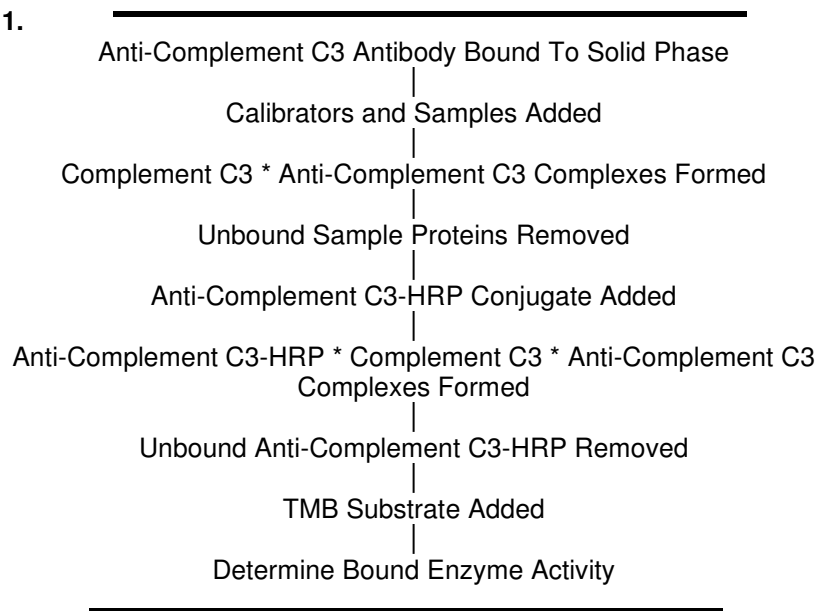 1.
Anti-Complement C3 Antibody Bound To Solid Phase
Calibrators and Samples Added
Complement C3 * Anti-Complement C3 Complexes Formed
Unbound Sample Proteins Removed
Anti-Complement C3-HRP Conjugate Added
Anti-Complement C3-HRP * Complement C3 * Anti-Complement C3
Complexes Formed
Unbound Anti-Complement C3-HRP Removed
TMB Substrate Added
Determine Bound Enzyme Activity